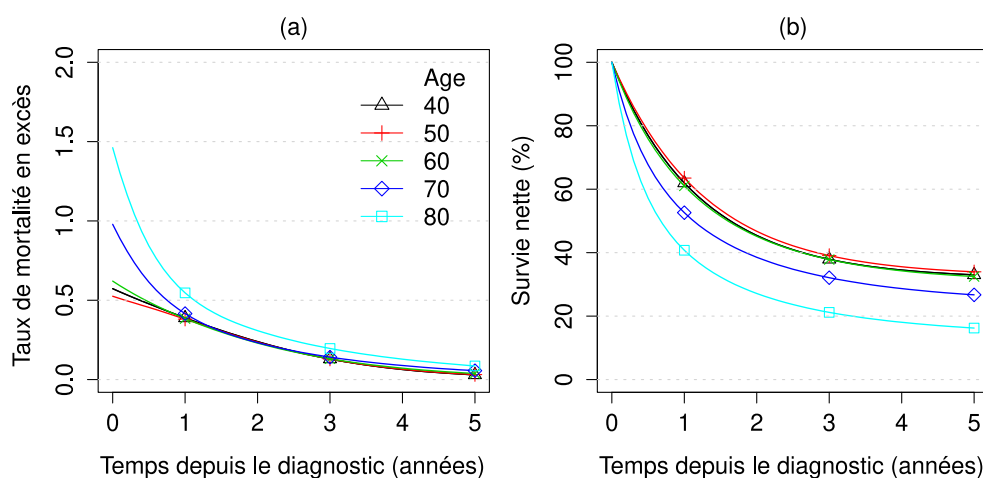 (a)
Taux de mortalité en excès
2.0
1.5
1.0
0.5
0.0
Age
40
50
60
70
80
0 1 2 3 4 5
Temps depuis le diagnostic (années)
(b)
Survie nette (%)
100
80
60
40
20
0
0 1 2 3 4 5
Temps depuis le diagnostic (années)